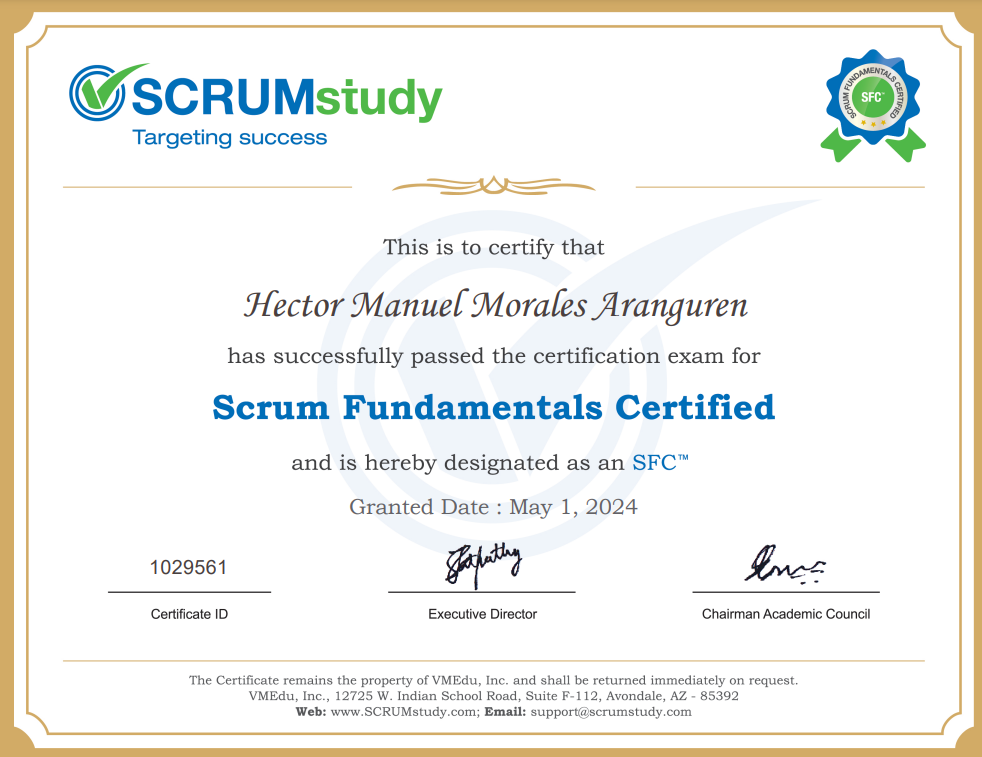 SCRUMstudy
Targeting success
SCRUM FUNDAMENTALS CERTIFIED
SFC™
This is to certify that
Hector Manuel Morales Aranguren
has successfully passed the certification exam for
Scrum Fundamentals Certified
and is hereby designated as an SFC™
Granted Date : May 1, 2024
1029561
Certificate ID
Executive Director
Chairman Academic Council
The Certificate remains the property of VMEdu, Inc. and shall be returned immediately on request.
VMEdu, Inc., 12725 W. Indian School Road, Suite F-112, Avondale, AZ - 85392
Web: www.SCRUMstudy.com; Email: support@scrumstudy.com